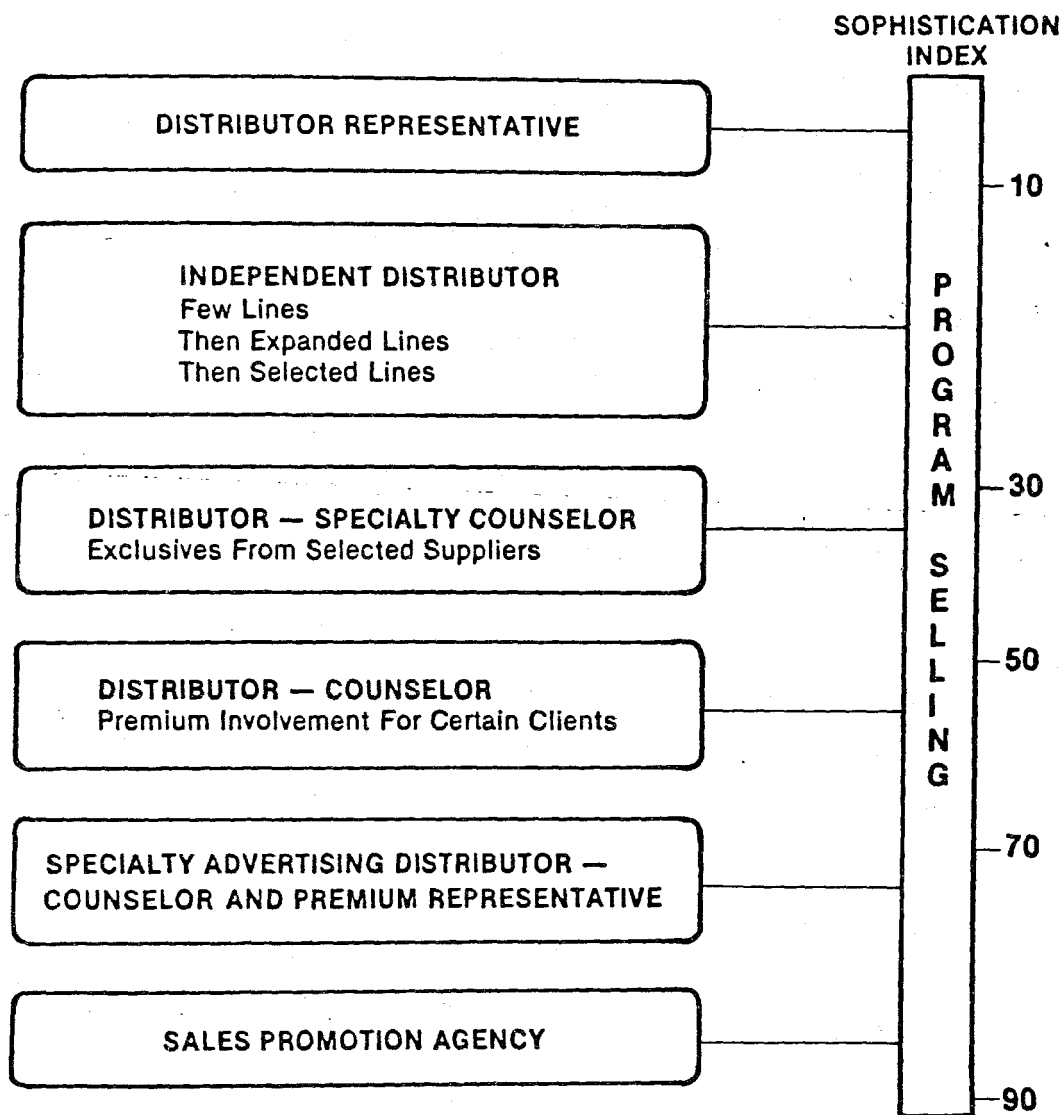 SOPHISTICATION
INDEX
DISTRIBUTOR REPRESENTATIVE
10
INDEPENDENT DISTRIBUTOR
Few Lines
Then Expanded Lines
Then Selected Lines
PROGRAM SELLING
30
DISTRIBUTOR — SPECIALTY COUNSELOR
Exclusives From Selected Suppliers
50
DISTRIBUTOR — COUNSELOR
Premium Involvement For Certain Clients
70
SPECIALTY ADVERTISING DISTRIBUTOR —
COUNSELOR AND PREMIUM REPRESENTATIVE
SALES PROMOTION AGENCY
90